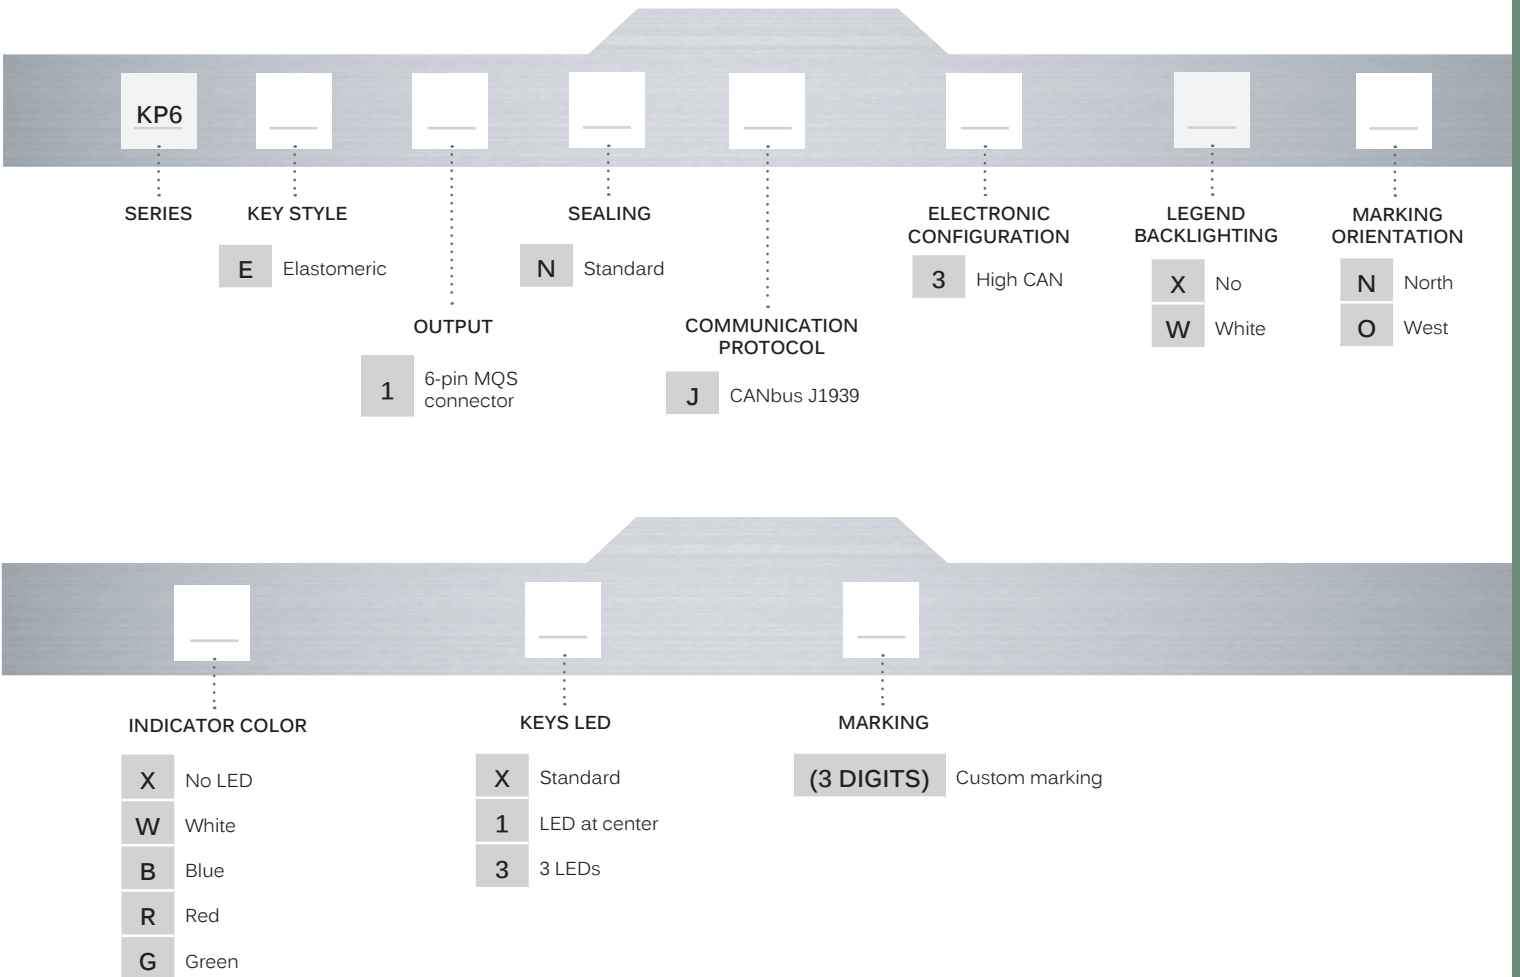 KP6
SERIES
KEY STYLE
E Elastomeric
OUTPUT
1 6-pin MQS
connector
SEALING
N Standard
COMMUNICATION
PROTOCOL
J CANbus J1939
ELECTRONIC
CONFIGURATION
3 High CAN
LEGEND
BACKLIGHTING
X No
W White
MARKING
ORIENTATION
N North
O West
INDICATOR COLOR
X No LED
W White
B Blue
R Red
G Green
KEYS LED
X Standard
1 LED at center
3 3 LEDs
MARKING
(3 DIGITS) Custom marking